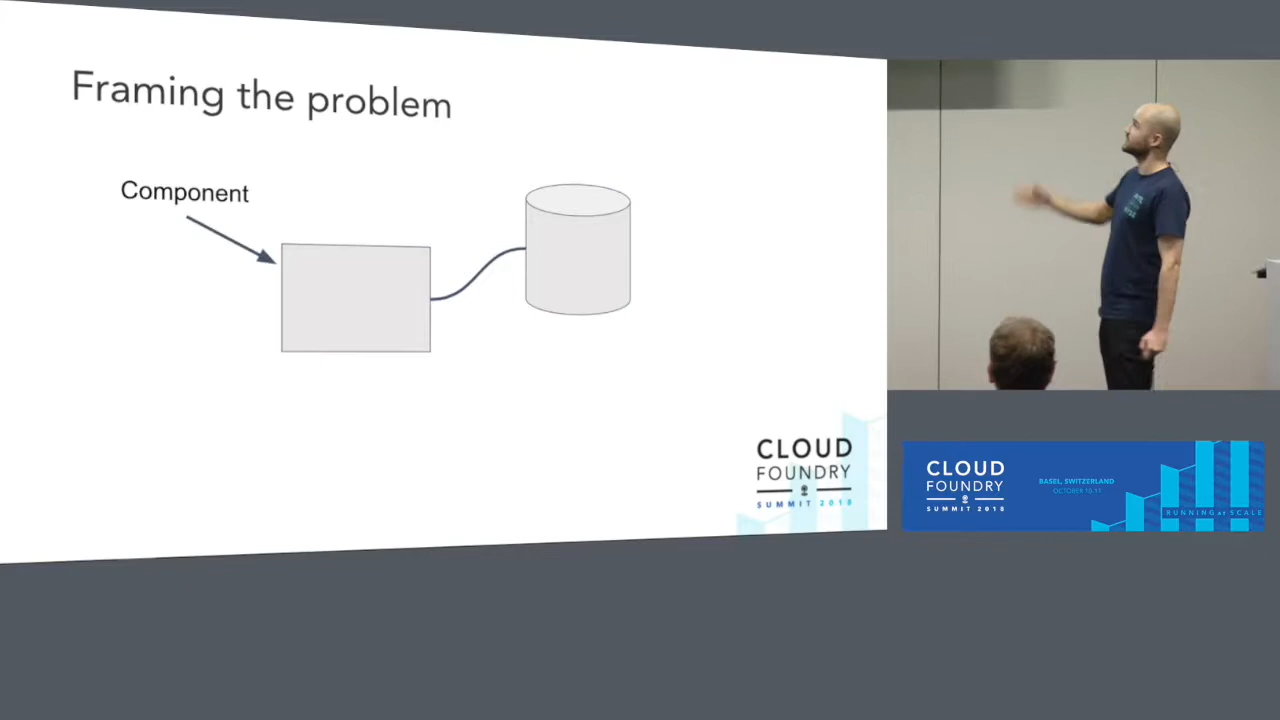 Framing the problem
Component
CLOUD
FOUNDRY
SUMMIT 2018
CLOUD
FOUNDRY
SUMMIT 2018
BASEL, SWITZERLAND
OCTOBER 10-11
RUNNING at SCALE